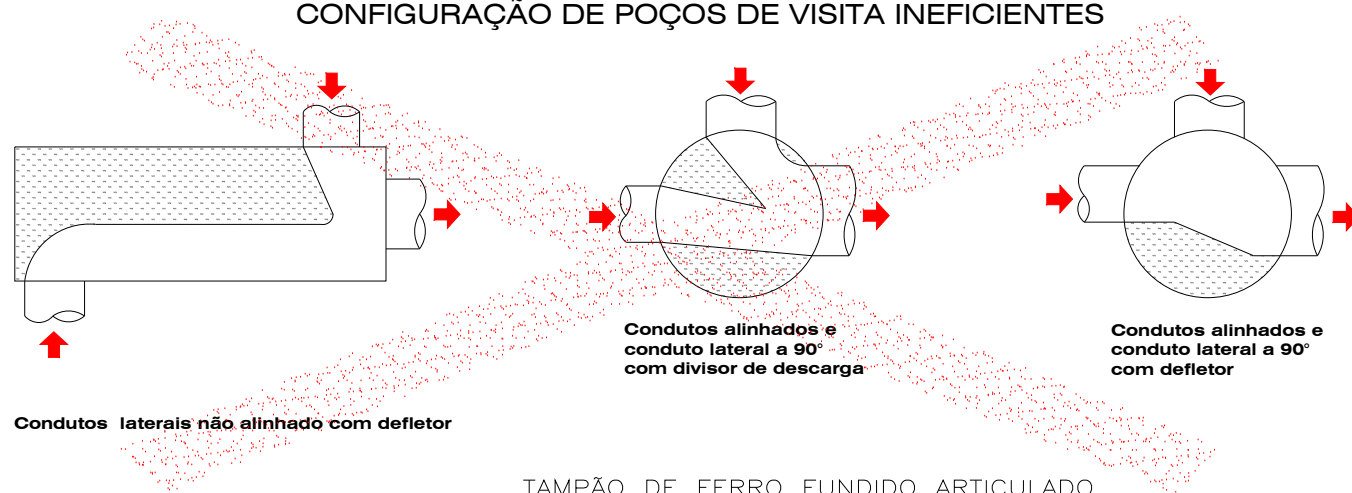 CONFIGURAÇÃO DE POÇOS DE VISITA INEFICIENTES
Condutos alinhados e
conduto lateral a 90°
com divisor de descarga
Condutos alinhados e
conduto lateral a 90°
com defletor
Condutos laterais não alinhado com defletor
TAMPÃO DE FERRO FUNDIDO ARTICULADO